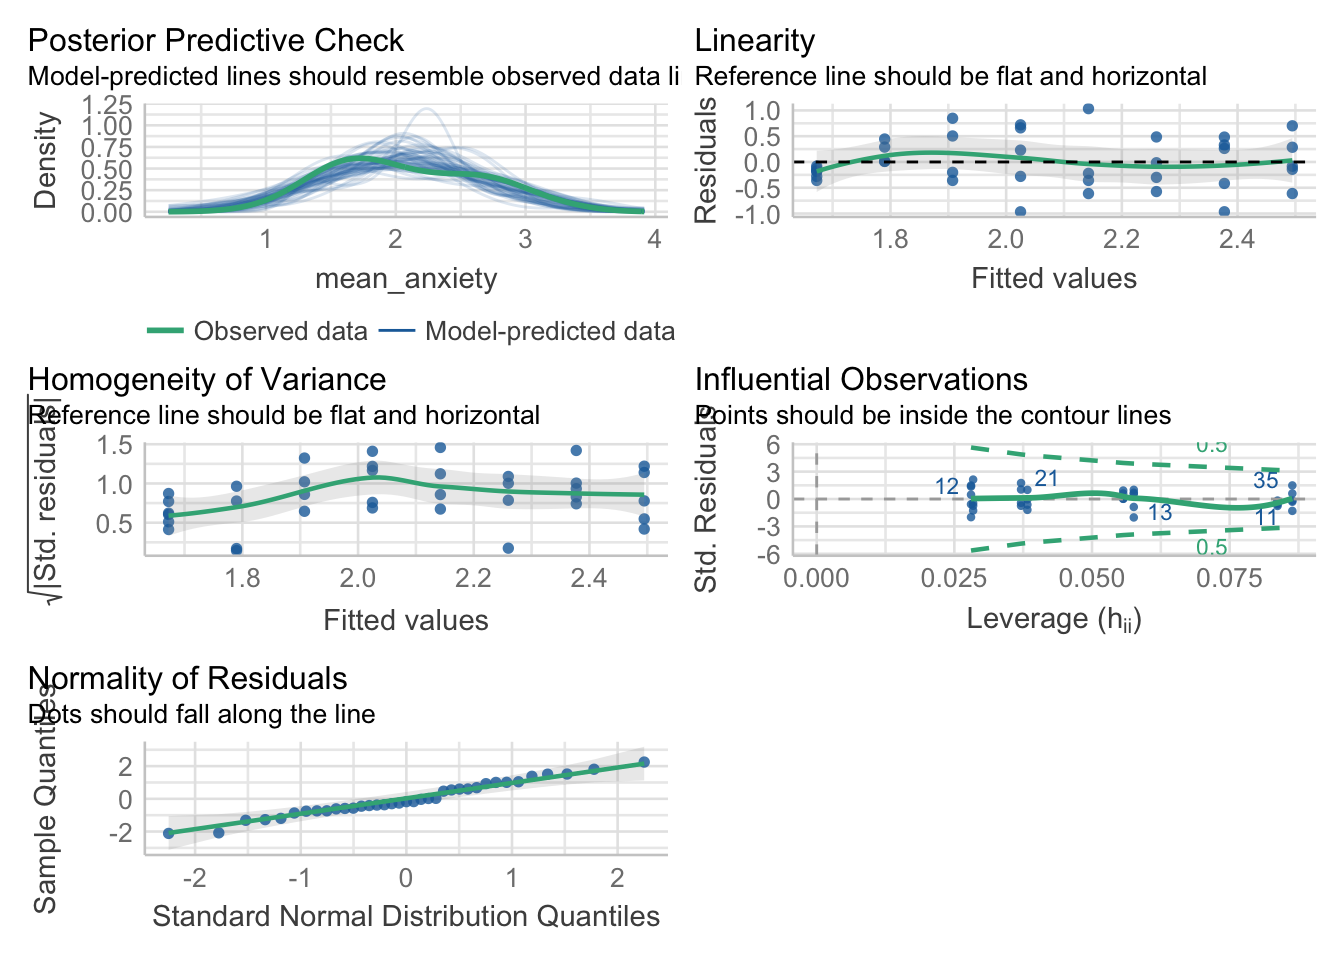 Posterior Predictive Check
Model-predicted lines should resemble observed data li
Density
1.25
1.00
0.75
0.50
0.25
0.00
1 2 3 4
mean_anxiety
Observed data Model-predicted data
Linearity
Reference line should be flat and horizontal
Residuals
1.0
0.5
0.0
-0.5
-1.0
1.8 2.0 2.2 2.4
Fitted values
Homogeneity of Variance
Reference line should be flat and horizontal
√|Std. residuals|
1.5
1.0
0.5
1.8 2.0 2.2 2.4
Fitted values
Influential Observations
Points should be inside the contour lines
Std. Residuals
6
3
0
-3
-6
0.5
12 21 35
13 11
0.5
0.000 0.025 0.050 0.075
Leverage (hii)
Normality of Residuals
Dots should fall along the line
Sample Quantiles
2
0
-2
-2 -1 0 1 2
Standard Normal Distribution Quantiles